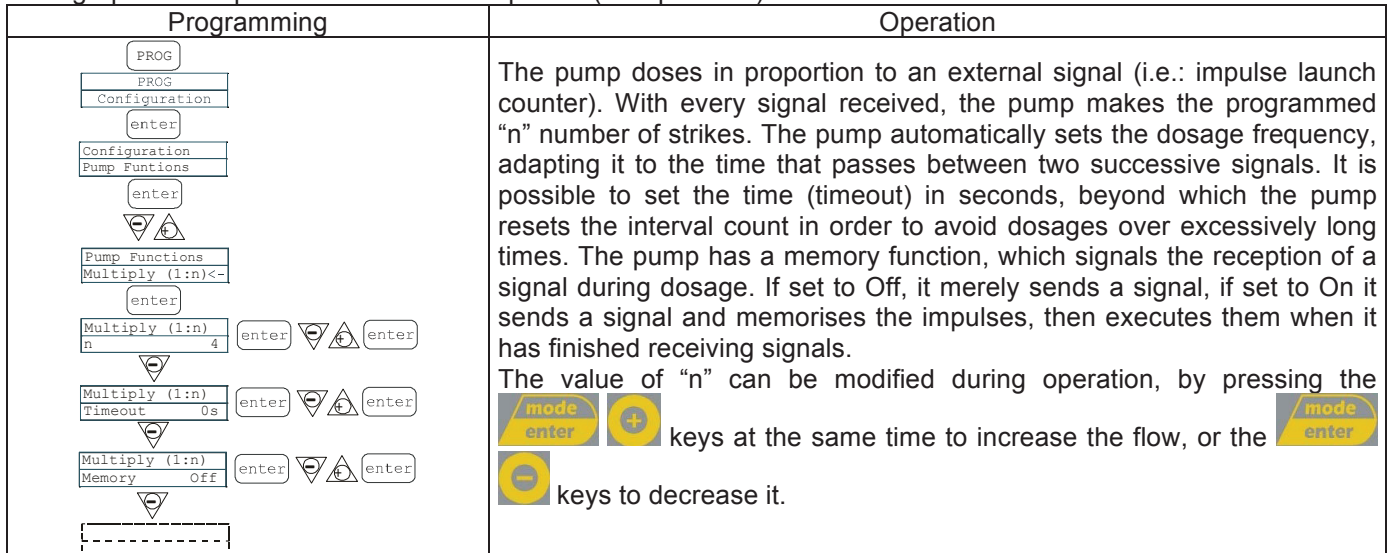 Programming
Operation
PROG
PROG
Configuration
enter
Configuration
Pump Funtions
enter
Pump Functions
Multiply (1:n)<-
enter
Multiply (1:n)
n 4
enter
enter
Multiply (1:n)
Timeout 0s
enter
enter
Multiply (1:n)
Memory Off
enter
enter
The pump doses in proportion to an external signal (i.e.: impulse launch
counter). With every signal received, the pump makes the programmed
“n” number of strikes. The pump automatically sets the dosage frequency,
adapting it to the time that passes between two successive signals. It is
possible to set the time (timeout) in seconds, beyond which the pump
resets the interval count in order to avoid dosages over excessively long
times. The pump has a memory function, which signals the reception of a
signal during dosage. If set to Off, it merely sends a signal, if set to On it
sends a signal and memorises the impulses, then executes them when it
has finished receiving signals.
The value of “n” can be modified during operation, by pressing the
mode enter + keys at the same time to increase the flow, or the mode enter
- keys to decrease it.